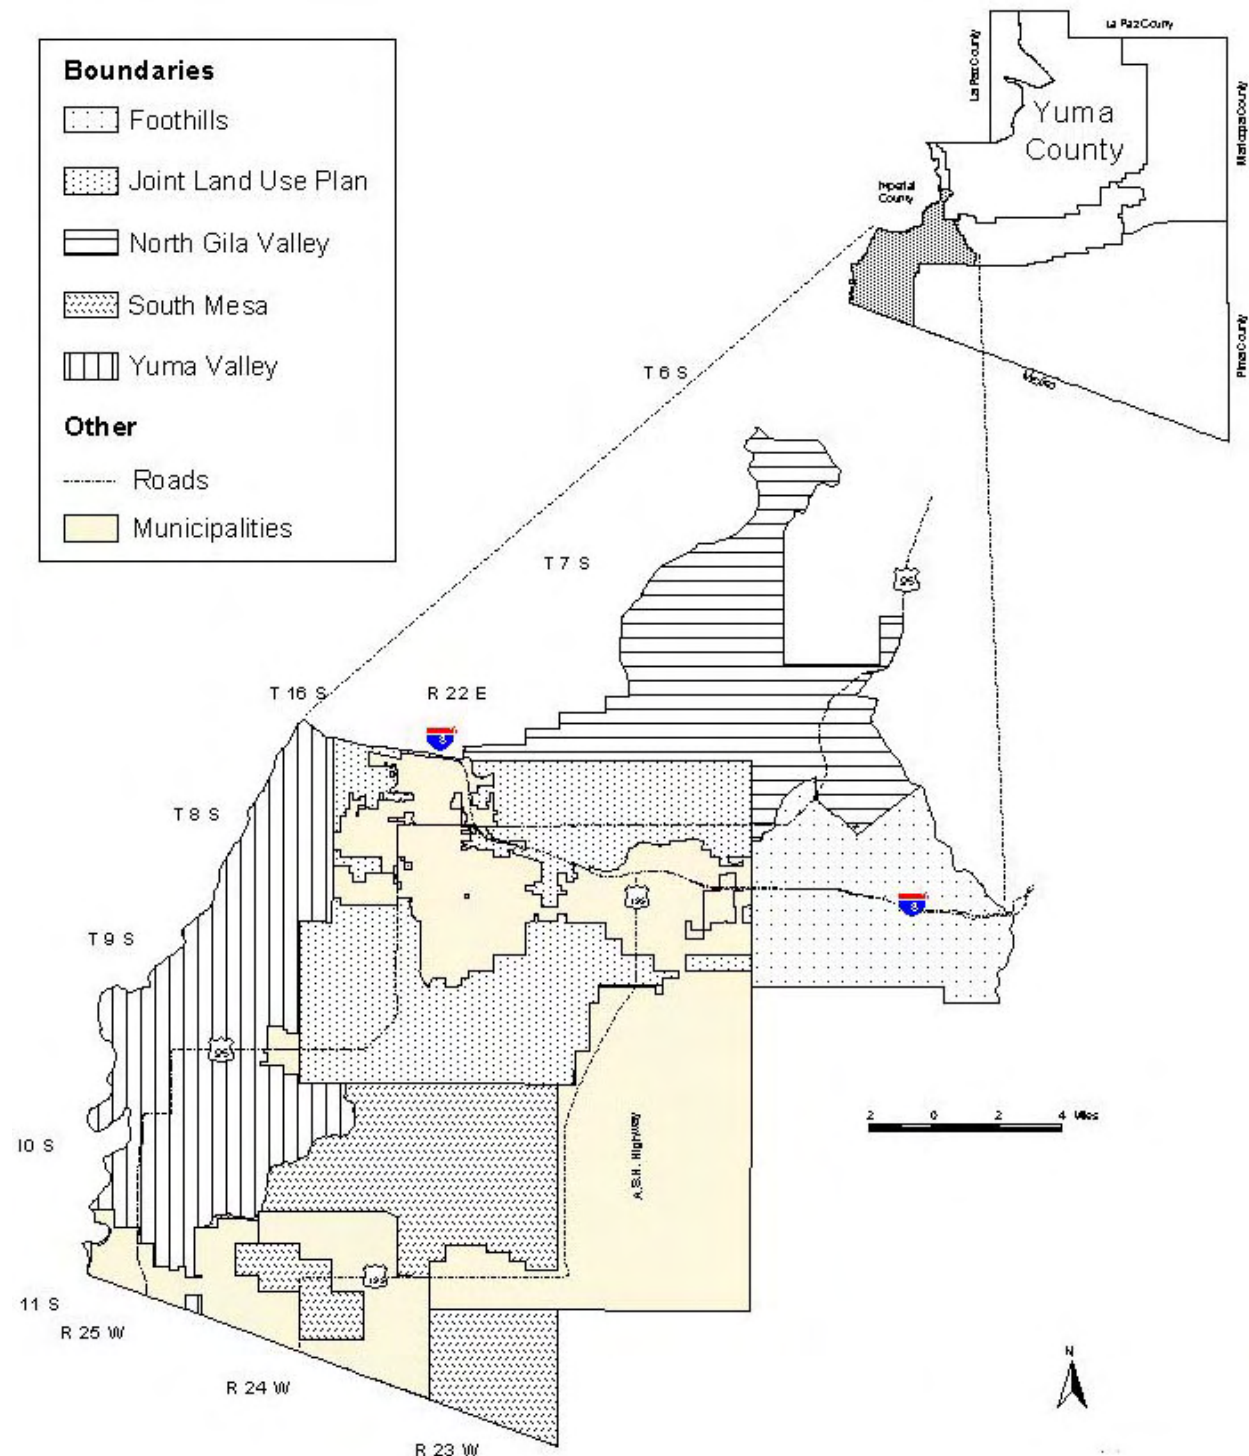 Boundaries
Foothills
Joint Land Use Plan
North Gila Valley
South Mesa
Yuma Valley
Other
Roads
Municipalities
La Paz County
La Paz County
Yuma
County
Maricopa County
Imperial
County
Pima County
Mexico
T 6 S
T 7 S
95
T 16 S
R 22 E
8
T 8 S
195
8
T 9 S
95
2 0 2 4 Miles
A.S.H. Highway
10 S
195
11 S
R 25 W
R 24 W
R 23 W
N